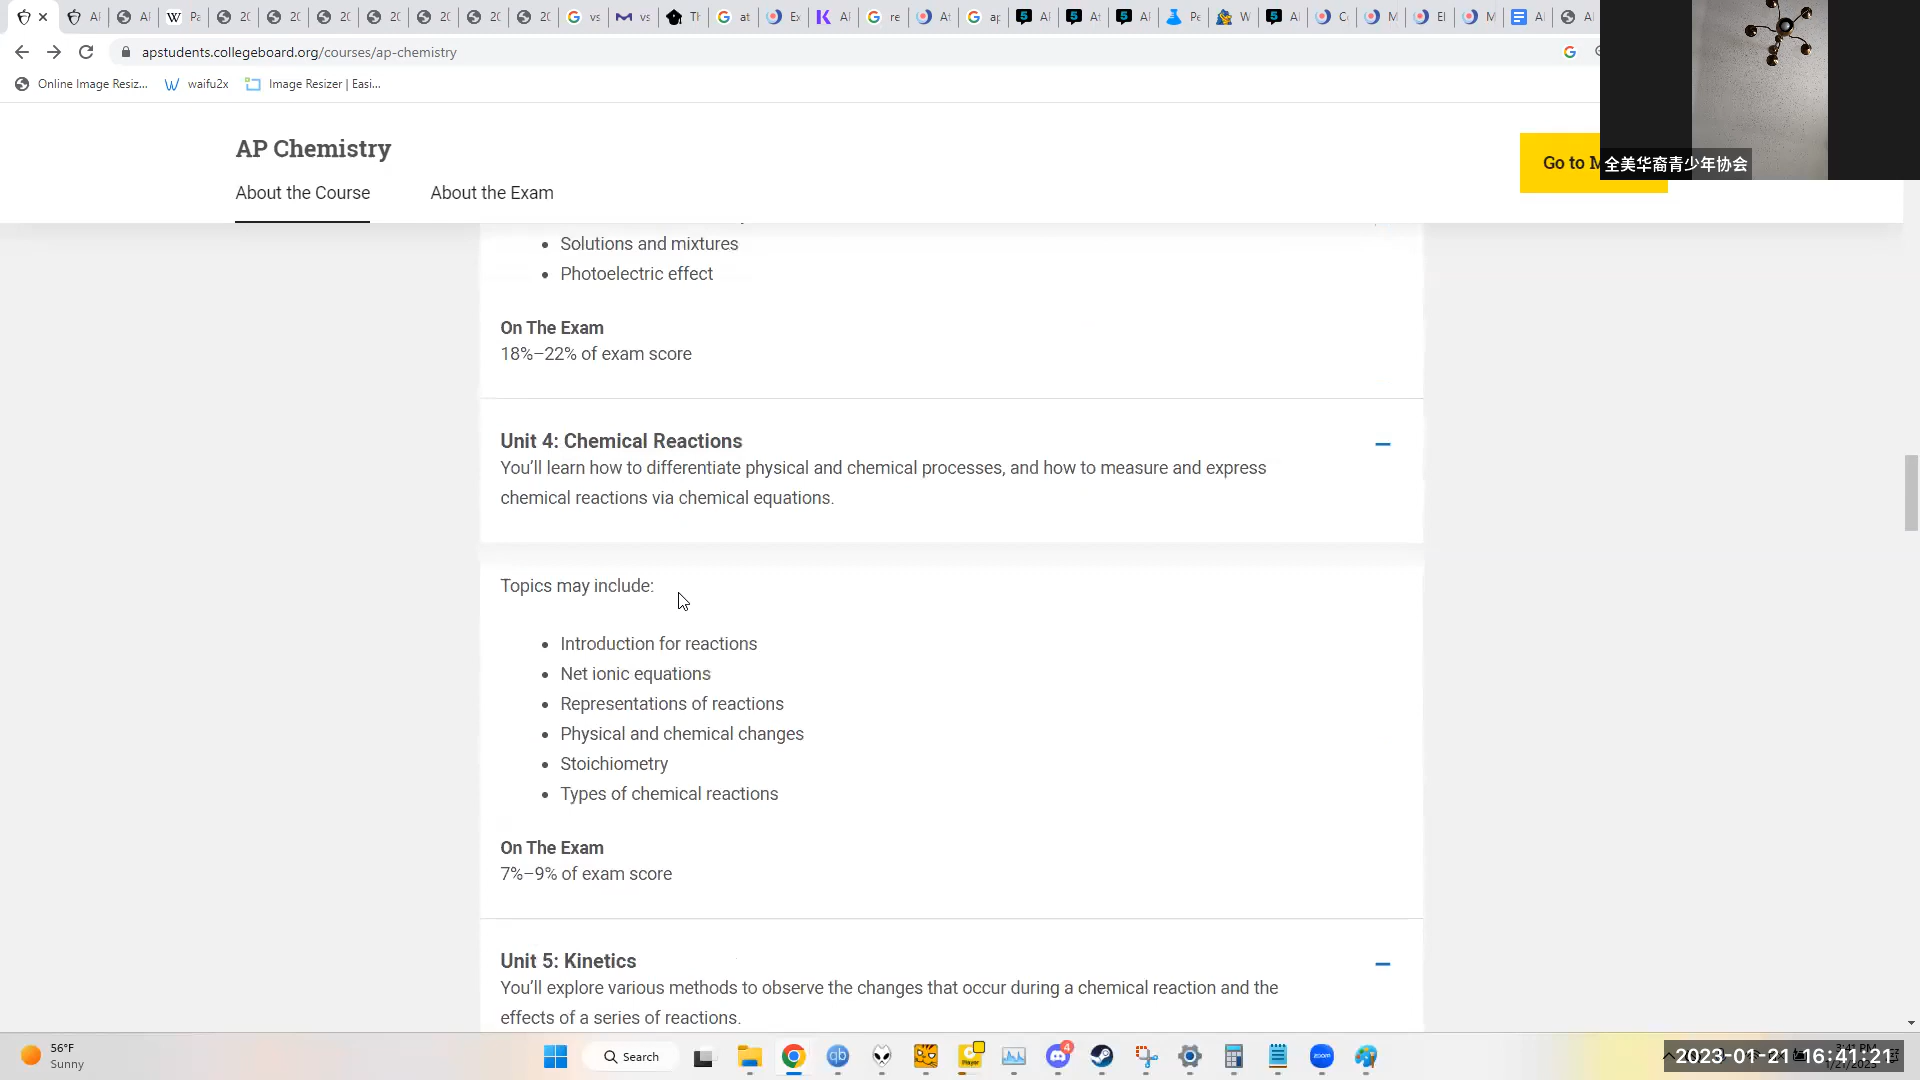 apstudents.collegeboard.org/courses/ap-chemistry
Online Image Resiz...
waifu2x
Image Resizer | Easi...
AP Chemistry
About the Course
About the Exam
Go to M
全美华裔青少年协会
Solutions and mixtures
Photoelectric effect
On The Exam
18%–22% of exam score
Unit 4: Chemical Reactions
You'll learn how to differentiate physical and chemical processes, and how to measure and express
chemical reactions via chemical equations.
Topics may include:
Introduction for reactions
Net ionic equations
Representations of reactions
Physical and chemical changes
Stoichiometry
Types of chemical reactions
On The Exam
7%–9% of exam score
Unit 5: Kinetics
You'll explore various methods to observe the changes that occur during a chemical reaction and the
effects of a series of reactions.
56°F
Sunny
Search
4
zoom
2023-01-21 16:41:21